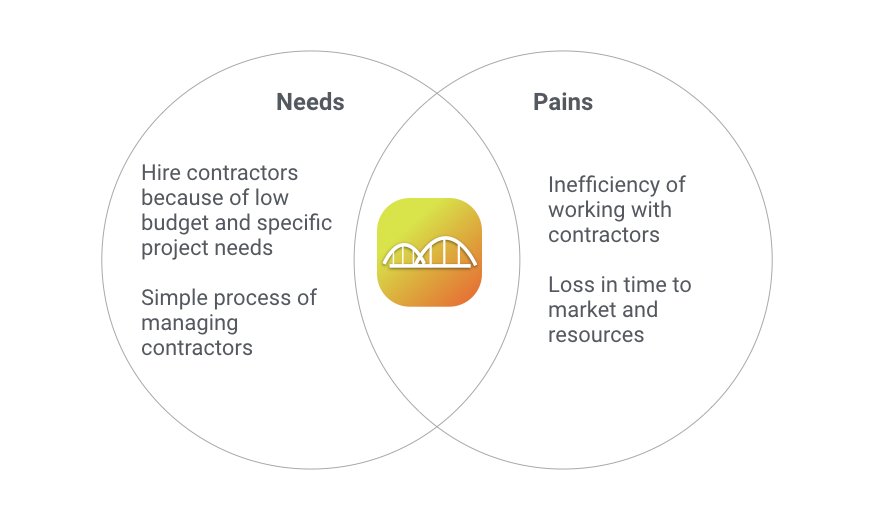 Needs
Hire contractors
because of low
budget and specific
project needs
Simple process of
managing
contractors
Pains
Inefficiency of
working with
contractors
Loss in time to
market and
resources